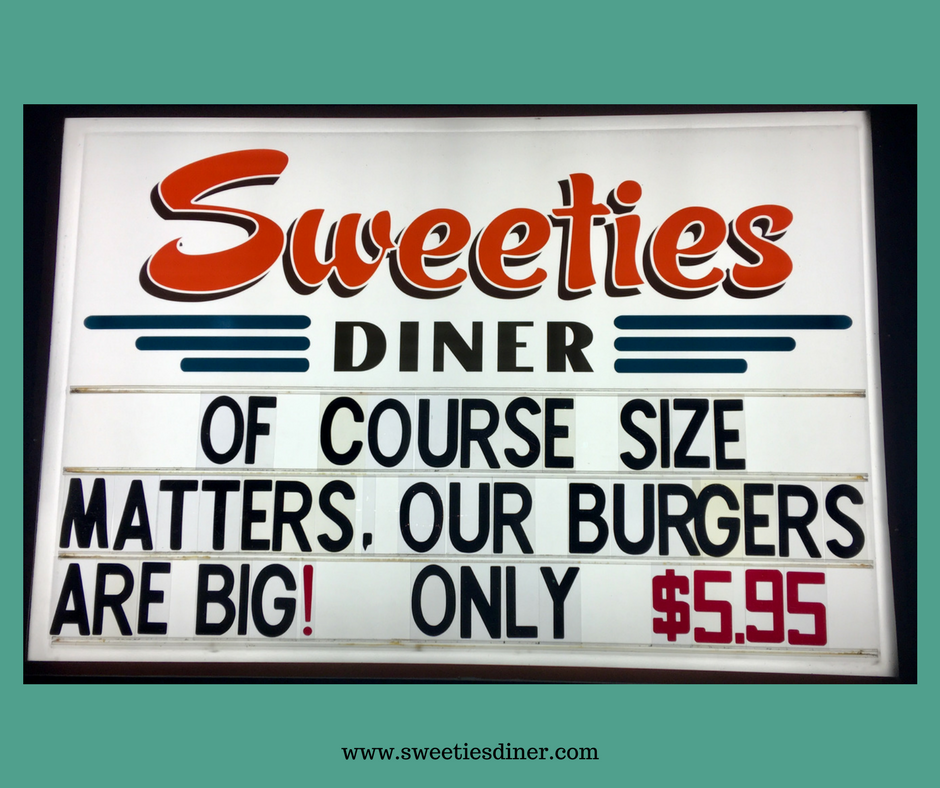 Sweeties
DINER
OF COURSE SIZE
MATTERS. OUR BURGERS
ARE BIG! ONLY $5.95
www.sweetiesdiner.com